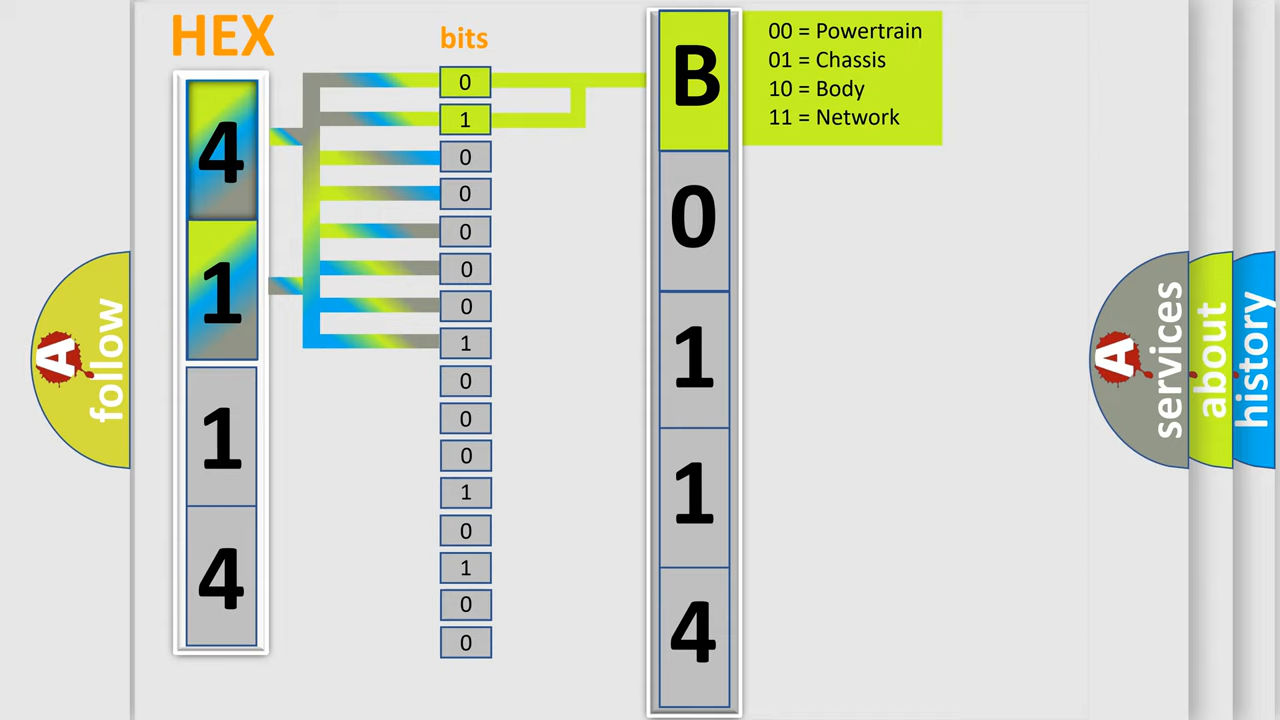 HEX
bits
4
1
1
4
0
1
0
0
0
0
0
1
0
0
0
1
0
1
0
0
B
0
1
1
4
00 = Powertrain
01 = Chassis
10 = Body
11 = Network
A
follow
A
services
about
history